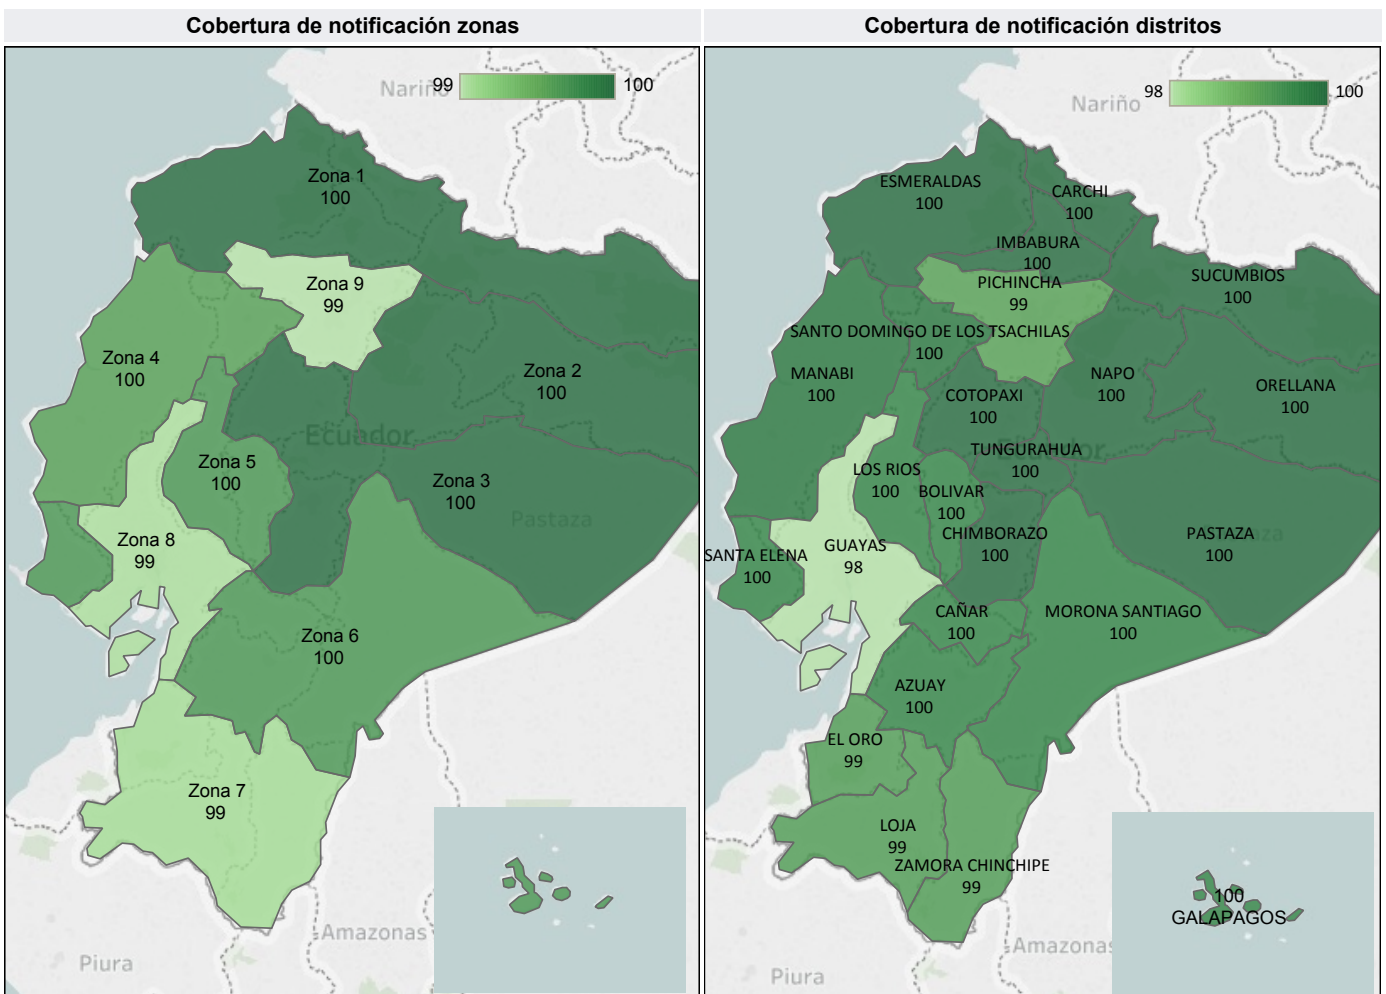 Cobertura de notificación zonas
Nariño
99
100
Zona 1
100
Zona 9
99
Zona 4
100
Zona 2
100
Ecuador
Zona 5
100
Zona 3
100
Pastaza
Zona 8
99
Zona 6
100
Zona 7
99
Amazonas
Piura
Cobertura de notificación distritos
98
100
Nariño
ESMERALDAS
100
CARCHI
100
IMBABURA
100
SUCUMBIOS
100
PICHINCHA
99
SANTO DOMINGO DE LOS TSACHILAS
100
MANABI
100
NAPO
100
ORELLANA
100
COTOPAXI
100
TUNGURAHUA
Ecuador
100
LOS RIOS
100
BOLIVAR
100
CHIMBORAZO
100
PASTAZA
100
GUAYAS
98
SANTA ELENA
100
CAÑAR
100
MORONA SANTIAGO
100
AZUAY
100
EL ORO
99
LOJA
99
ZAMORA CHINCHIPE
99
100
GALAPAGOS
Amazonas
Piura